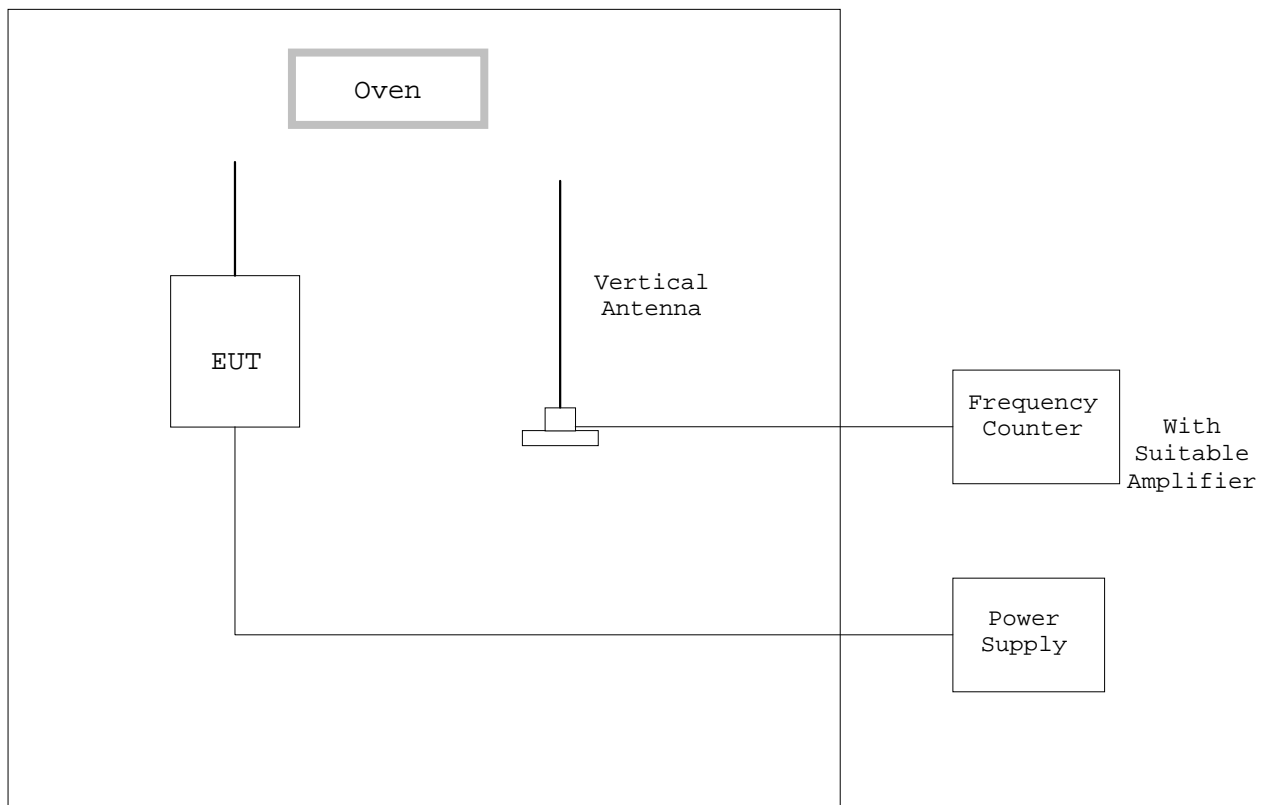 Oven
Vertical
Antenna
EUT
Frequency
Counter
With
Suitable
Amplifier
Power
Supply